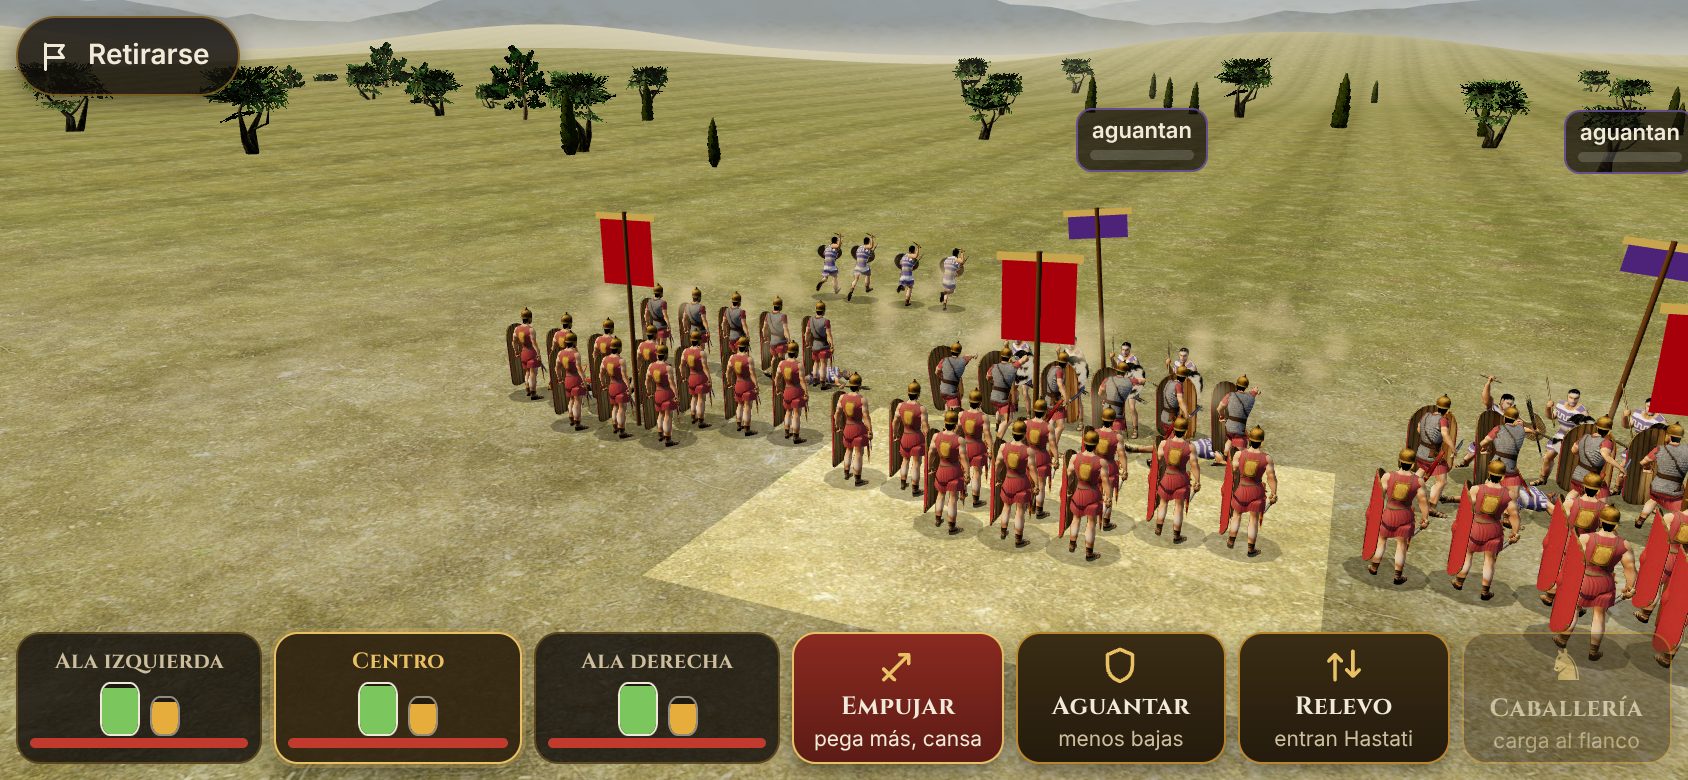 Retirarse
aguantan
aguantan
ALA IZQUIERDA
CENTRO
ALA DERECHA
EMPUJAR
pega más, cansa
AGUANTAR
menos bajas
RELEVO
entran Hastati
CABALLERÍA
carga al flanco